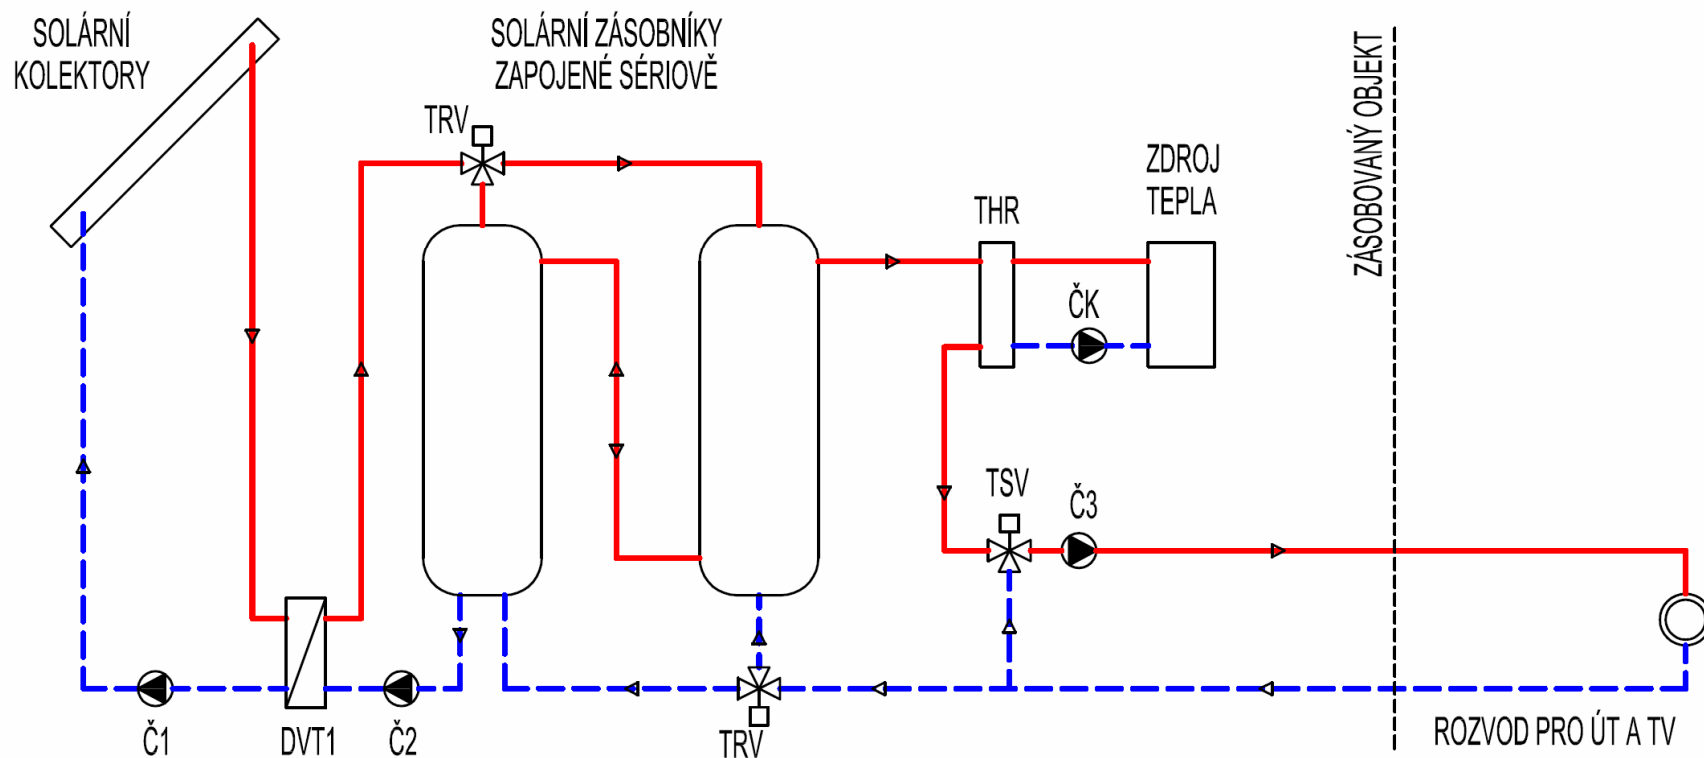 SOLÁRNÍ
KOLEKTORY
SOLÁRNÍ ZÁSOBNÍKY
ZAPOJENÉ SÉRIOVĚ
TRV
THR
ZDROJ
TEPLA
ZÁSOBOVANÝ OBJEKT
ČK
TSV
Č3
Č1
DVT1
Č2
TRV
ROZVOD PRO ÚT A TV